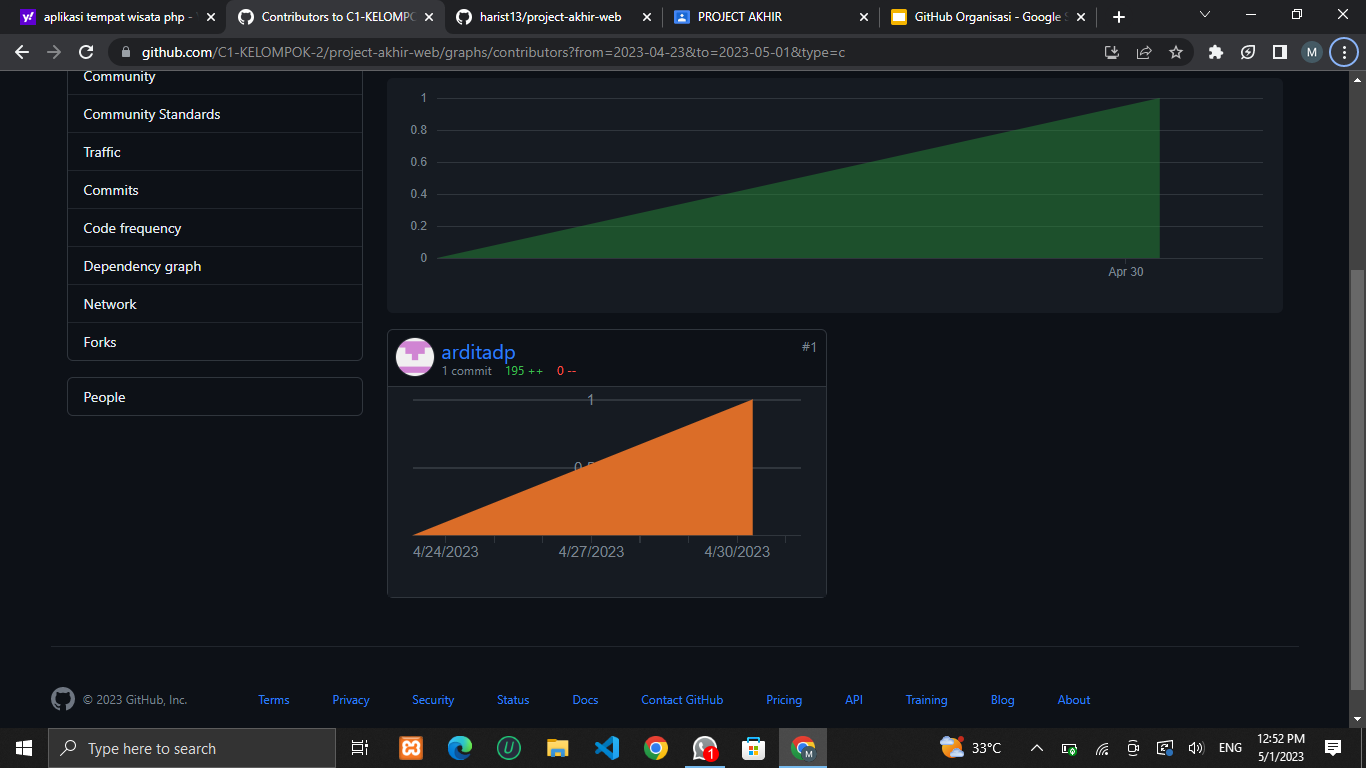 aplikasi tempat wisata php -
Contributors to C1-KELOMPO
harist13/project-akhir-web
PROJECT AKHIR
GitHub Organisasi - Google
github.com/C1-KELOMPOK-2/project-akhir-web/graphs/contributors?from=2023-04-23&to=2023-05-01&type=c
M
Community
Community Standards
Traffic
Commits
Code frequency
Dependency graph
Network
Forks
People
1
0.8
0.6
0.4
0.2
0
Apr 30
arditadp
#1
1 commit 195 ++ 0 --
1
4/24/2023 4/27/2023 4/30/2023
© 2023 GitHub, Inc.
Terms
Privacy
Security
Status
Docs
Contact GitHub
Pricing
API
Training
Blog
About
Type here to search
1
M
33°C
ENG
12:52 PM
5/1/2023